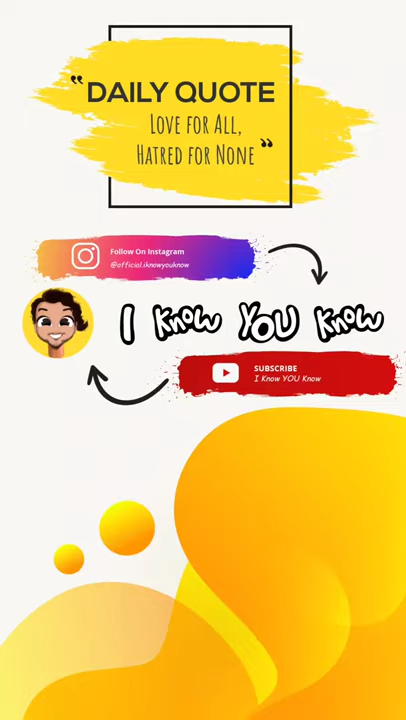 “DAILY QUOTE
Love for All,
Hatred for None”
Follow On Instagram
@official.iknowyouknow
I Know YOU Know
SUBSCRIBE
I Know YOU Know